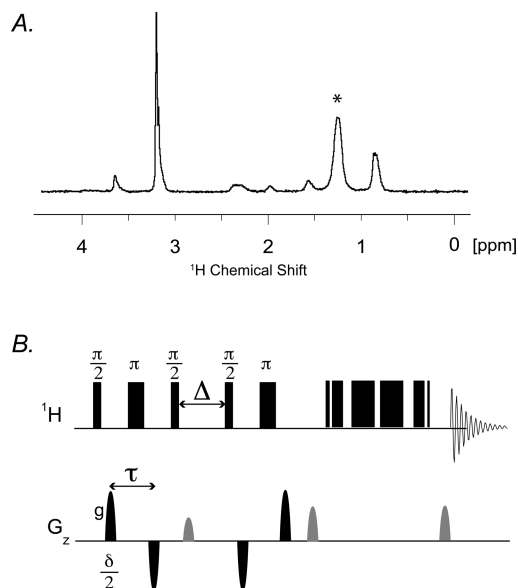 A.
*
4 3 2 1 0 [ppm]
¹H Chemical Shift
B.
π/2 π π/2 π/2 π
Δ
¹H
τ
g
G_z
δ/2